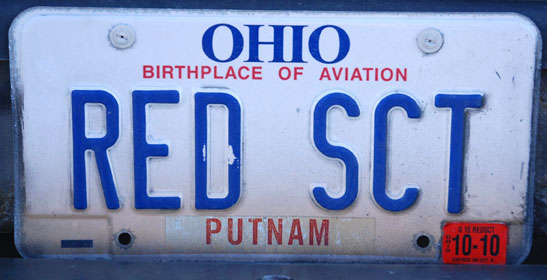 OHIO
BIRTHPLACE OF AVIATION
RED SCT
PUTNAM
10-10